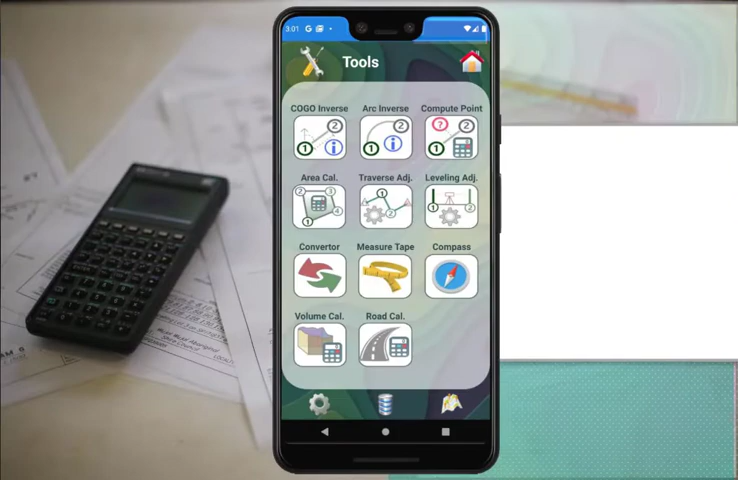 3:01 G
Tools
COGO Inverse Arc Inverse Compute Point
Area Cal. Traverse Adj. Leveling Adj.
Convertor Measure Tape Compass
Volume Cal. Road Cal.